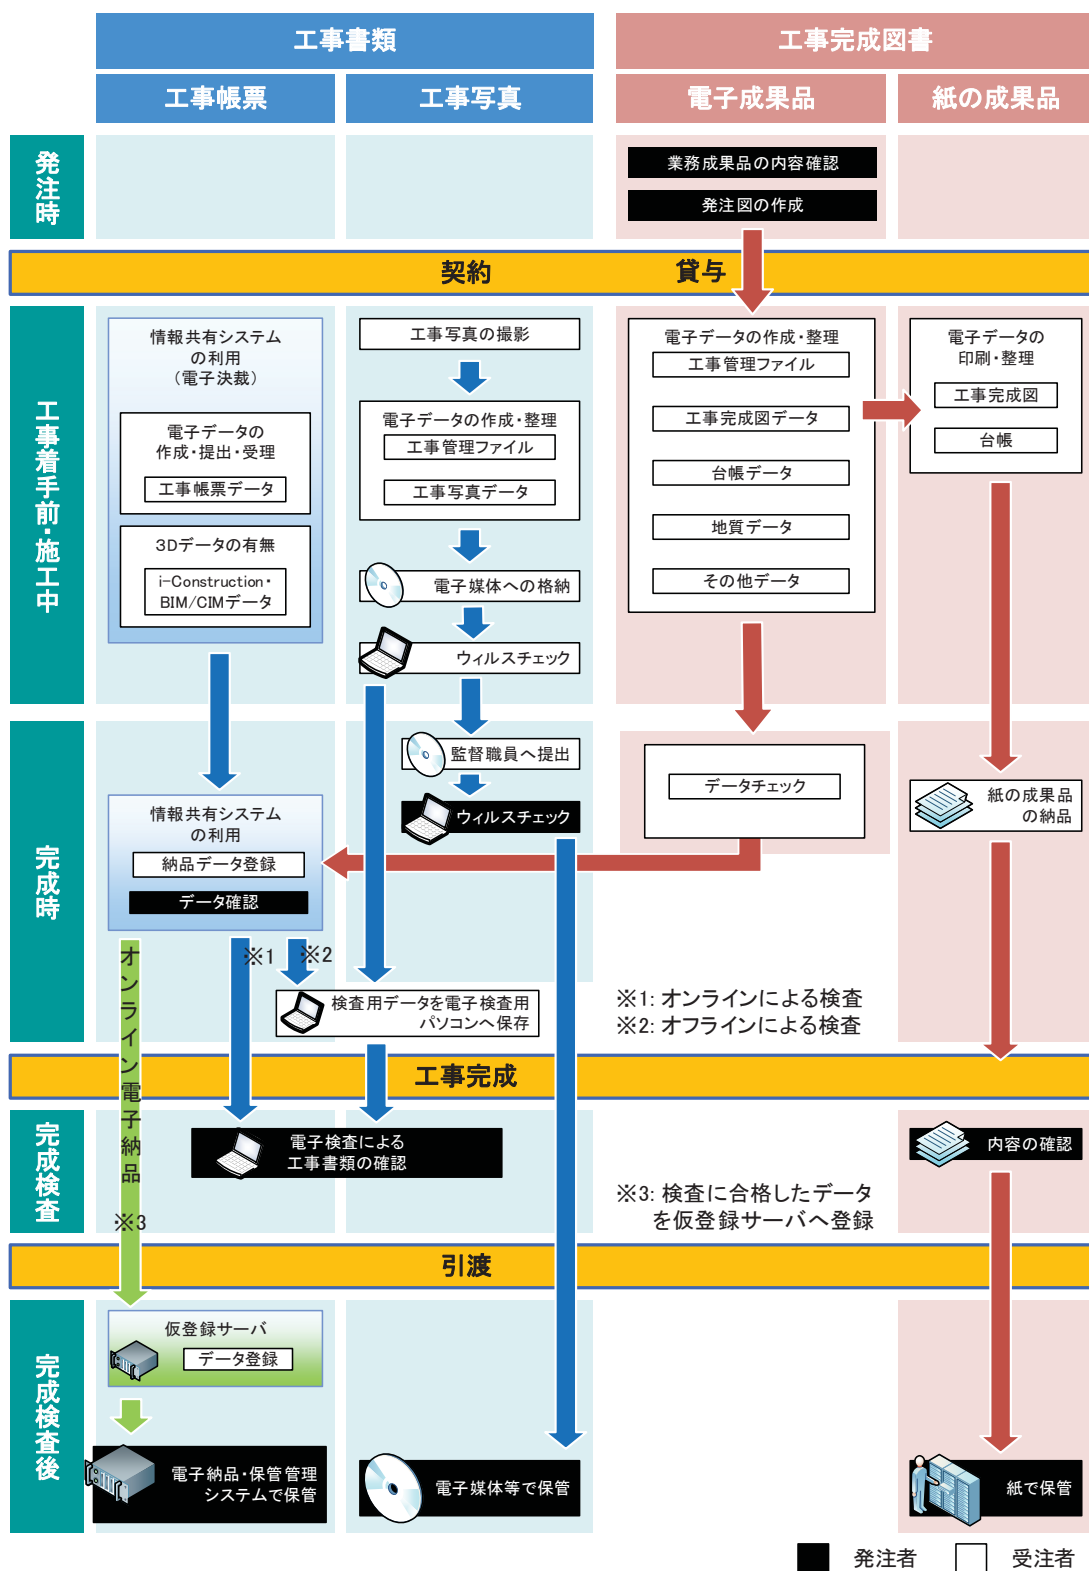 工事書類
工事完成図書
工事帳票
工事写真
電子成果品
紙の成果品
発注時
業務成果品の内容確認
発注図の作成
契約
貸与
工事着手前・施工中
情報共有システム
の利用
(電子決裁)
電子データの
作成・提出・受理
工事帳票データ
3Dデータの有無
i-Construction・
BIM/CIMデータ
工事写真の撮影
電子データの作成・整理
工事管理ファイル
工事写真データ
電子媒体への格納
ウィルスチェック
電子データの作成・整理
工事管理ファイル
工事完成図データ
台帳データ
地質データ
その他データ
電子データの
印刷・整理
工事完成図
台帳
完成時
情報共有システム
の利用
納品データ登録
データ確認
監督職員へ提出
ウィルスチェック
データチェック
紙の成果品
の納品
オンライン電子納品
※1
※2
検査用データを電子検査用
パソコンへ保存
※1: オンラインによる検査
※2: オフラインによる検査
工事完成
完成検査
電子検査による
工事書類の確認
内容の確認
※3
※3: 検査に合格したデータ
を仮登録サーバへ登録
引渡
完成検査後
仮登録サーバ
データ登録
電子納品・保管管理
システムで保管
電子媒体等で保管
紙で保管
発注者
受注者